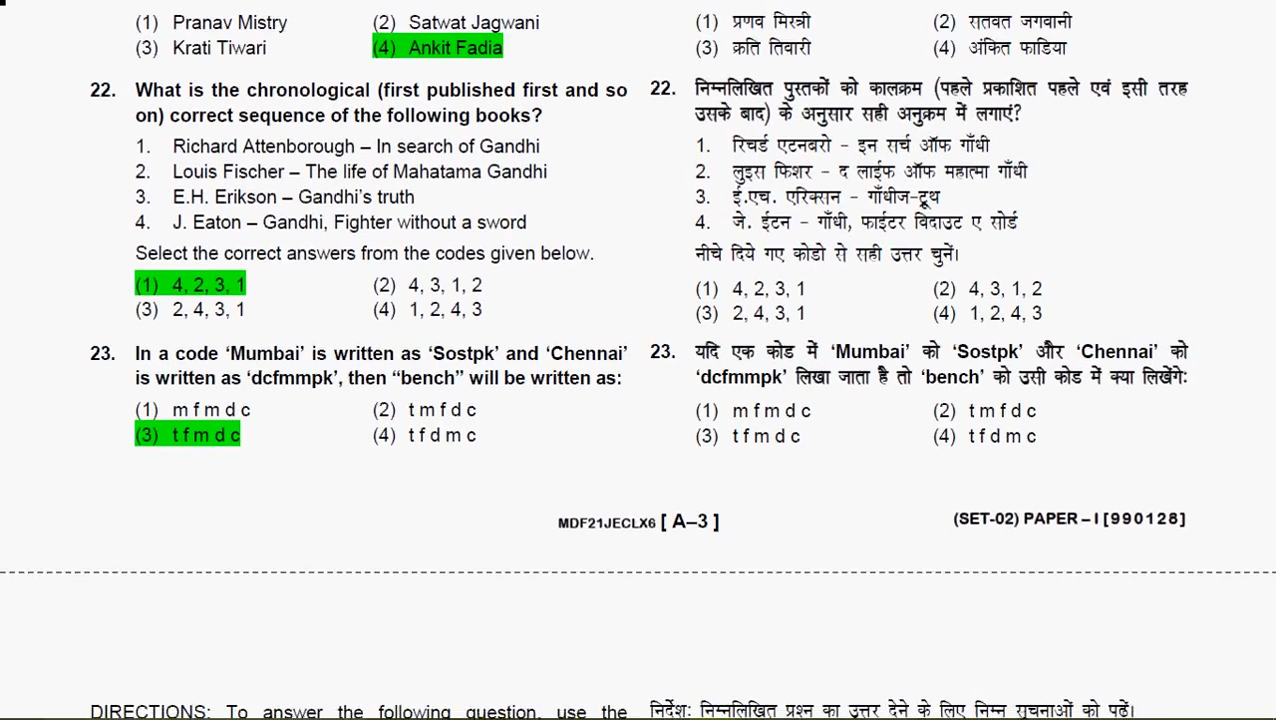 (1) Pranav Mistry (2) Satwat Jagwani
(3) Krati Tiwari (4) Ankit Fadia
22. What is the chronological (first published first and so
on) correct sequence of the following books?
1. Richard Attenborough – In search of Gandhi
2. Louis Fischer – The life of Mahatama Gandhi
3. E.H. Erikson – Gandhi's truth
4. J. Eaton – Gandhi, Fighter without a sword
Select the correct answers from the codes given below.
(1) 4, 2, 3, 1 (2) 4, 3, 1, 2
(3) 2, 4, 3, 1 (4) 1, 2, 4, 3
23. In a code ‘Mumbai’ is written as ‘Sostpk’ and ‘Chennai’
is written as ‘dcfmmpk’, then “bench” will be written as:
(1) m f m d c (2) t m f d c
(3) t f m d c (4) t f d m c
(1) प्रणव मिस्त्री (2) सतवत जगवानी
(3) क्रति तिवारी (4) अंकित फाडिया
22. निम्नलिखित पुस्तकों को कालक्रम (पहले प्रकाशित पहले एवं इसी तरह
उसके बाद) के अनुसार सही अनुक्रम में लगाएं?
1. रिचर्ड एटनबरो - इन सर्च ऑफ गाँधी
2. लुइस फिशर - द लाईफ ऑफ महात्मा गाँधी
3. ई.एच. एरिक्सन - गाँधीज-ट्रूथ
4. जे. ईटन - गाँधी, फाईटर विदाउट ए सोर्ड
नीचे दिये गए कोडो से सही उत्तर चुनें।
(1) 4, 2, 3, 1 (2) 4, 3, 1, 2
(3) 2, 4, 3, 1 (4) 1, 2, 4, 3
23. यदि एक कोड में ‘Mumbai’ को ‘Sostpk’ और ‘Chennai’ को
‘dcfmmpk’ लिखा जाता है तो ‘bench’ को उसी कोड में क्या लिखेंगेः
(1) m f m d c (2) t m f d c
(3) t f m d c (4) t f d m c
MDF21JECLX6 [ A–3 ]
(SET-02) PAPER – I [990128]
DIRECTIONS: To answer the following question, use the
निर्देशः निम्नलिखित प्रश्न का उत्तर देने के लिए निम्न सूचनाओं को पढ़ें।